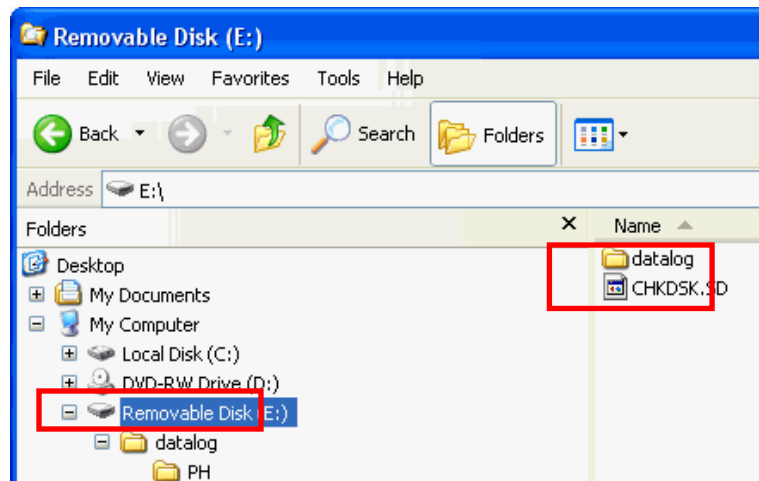 Removable Disk (E:)
File Edit View Favorites Tools Help
Back Search Folders
Address E:\
Folders X Name
Desktop
My Documents
My Computer
Local Disk (C:)
DVD-RW Drive (D:)
Removable Disk (E:)
datalog
PH
datalog
CHKDSK.SD